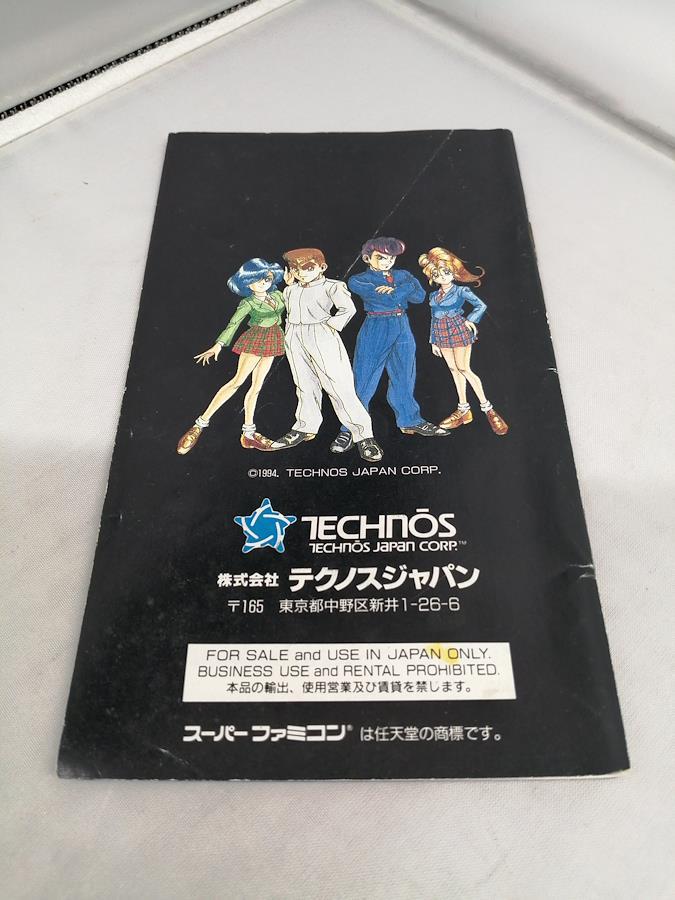 ©1994. TECHNOS JAPAN CORP.
TECHNŌS
TECHNŌS JAPAN CORP.™
株式会社 テクノスジャパン
〒165 東京都中野区新井1-26-6
FOR SALE and USE IN JAPAN ONLY.
BUSINESS USE and RENTAL PROHIBITED.
本品の輸出、使用営業及び賃貸を禁じます。
スーパーファミコン® は任天堂の商標です。